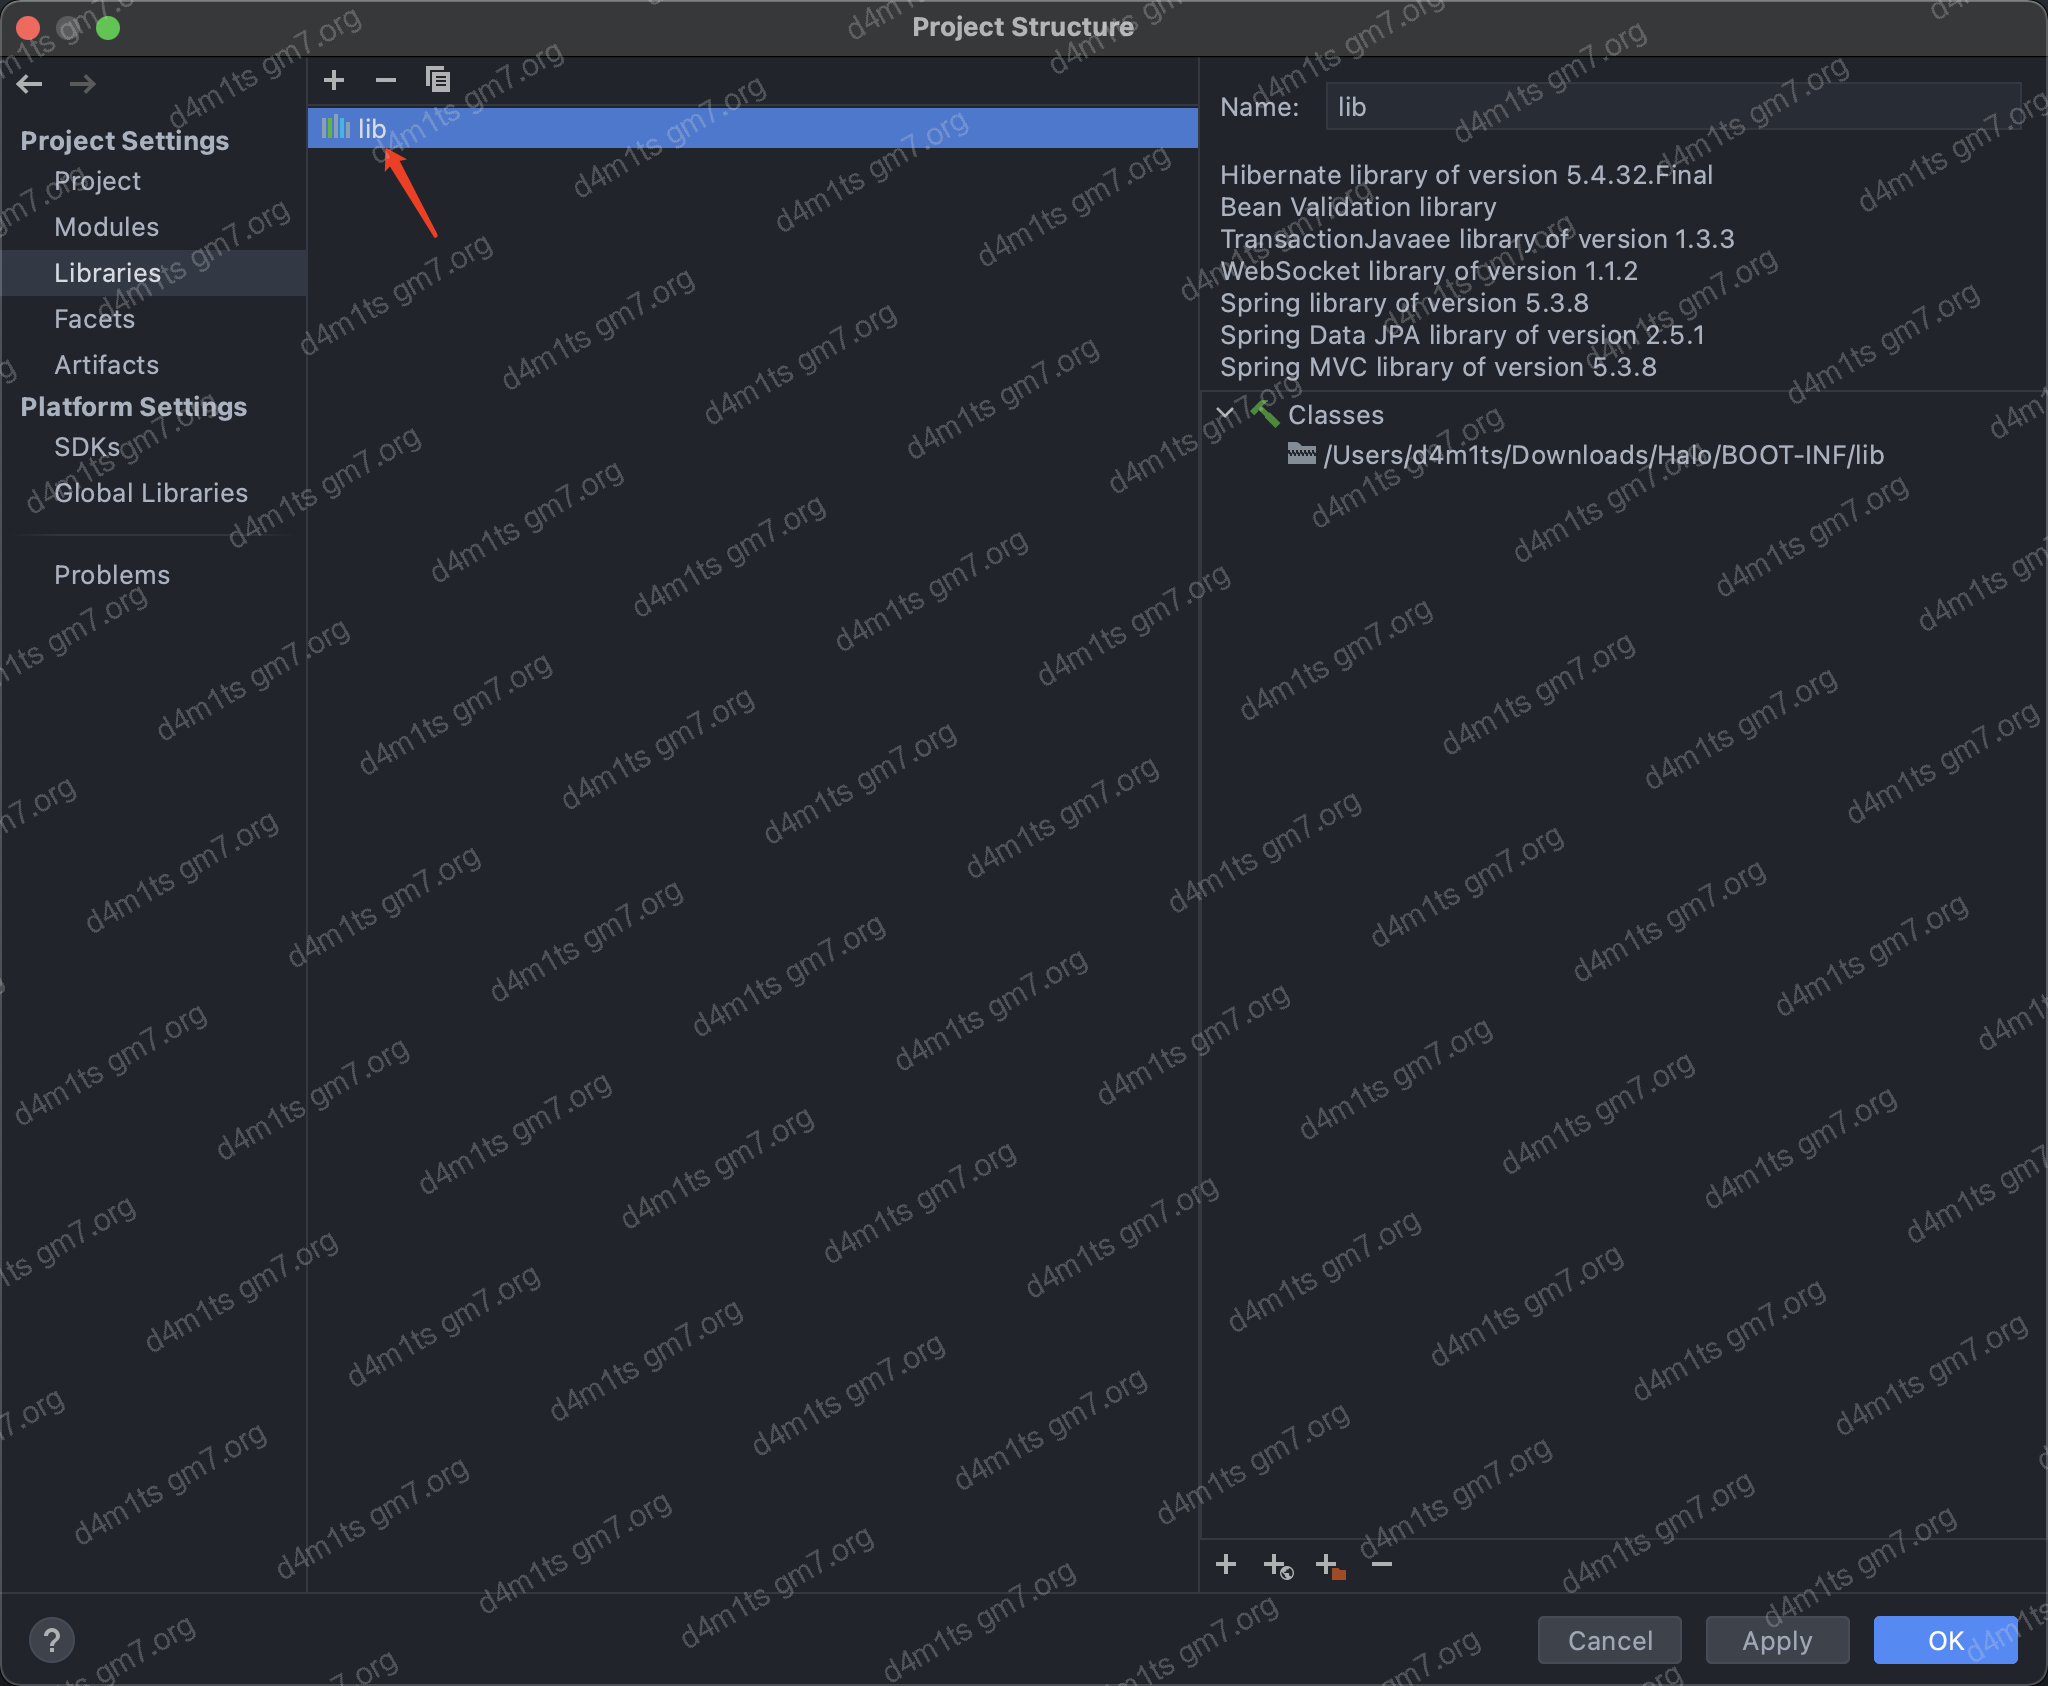 Project Structure
Project Settings
Project
Modules
Libraries
Facets
Artifacts
Platform Settings
SDKs
Global Libraries
Problems
lib
Name: lib
Hibernate library of version 5.4.32.Final
Bean Validation library
TransactionJavaee library of version 1.3.3
WebSocket library of version 1.1.2
Spring library of version 5.3.8
Spring Data JPA library of version 2.5.1
Spring MVC library of version 5.3.8
Classes
/Users/d4m1ts/Downloads/Halo/BOOT-INF/lib
?
Cancel
Apply
OK
d4m1ts gm7.org